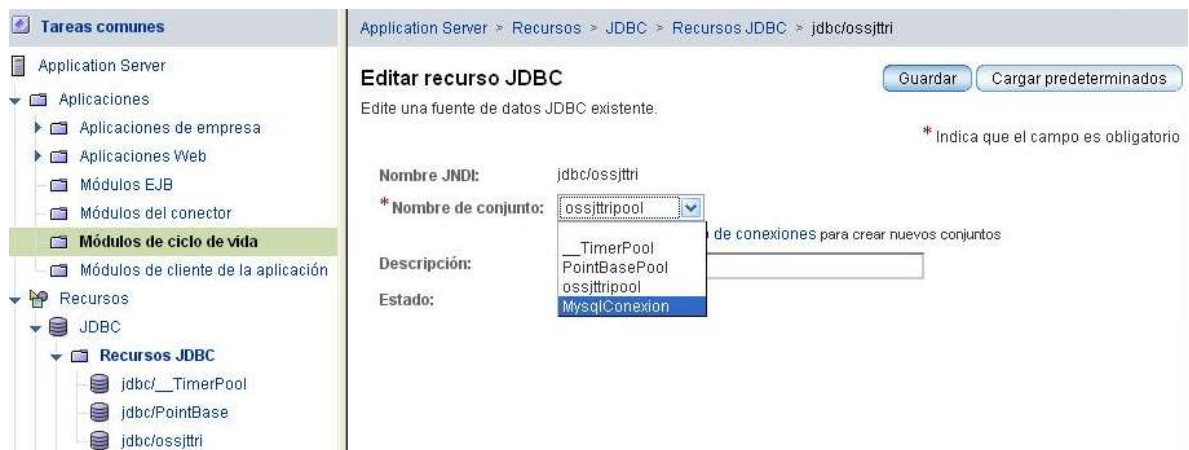 Tareas comunes
Application Server
Aplicaciones
Aplicaciones de empresa
Aplicaciones Web
Módulos EJB
Módulos del conector
Módulos de ciclo de vida
Módulos de cliente de la aplicación
Recursos
JDBC
Recursos JDBC
jdbc/__TimerPool
jdbc/PointBase
jdbc/ossjttri
Application Server > Recursos > JDBC > Recursos JDBC > jdbc/ossjttri
Editar recurso JDBC
Guardar
Cargar predeterminados
Edite una fuente de datos JDBC existente.
* Indica que el campo es obligatorio
Nombre JNDI: jdbc/ossjttri
* Nombre de conjunto: ossjttripool
de conexiones para crear nuevos conjuntos
__TimerPool
PointBasePool
ossjttripool
MysqlConexion
Descripción:
Estado: